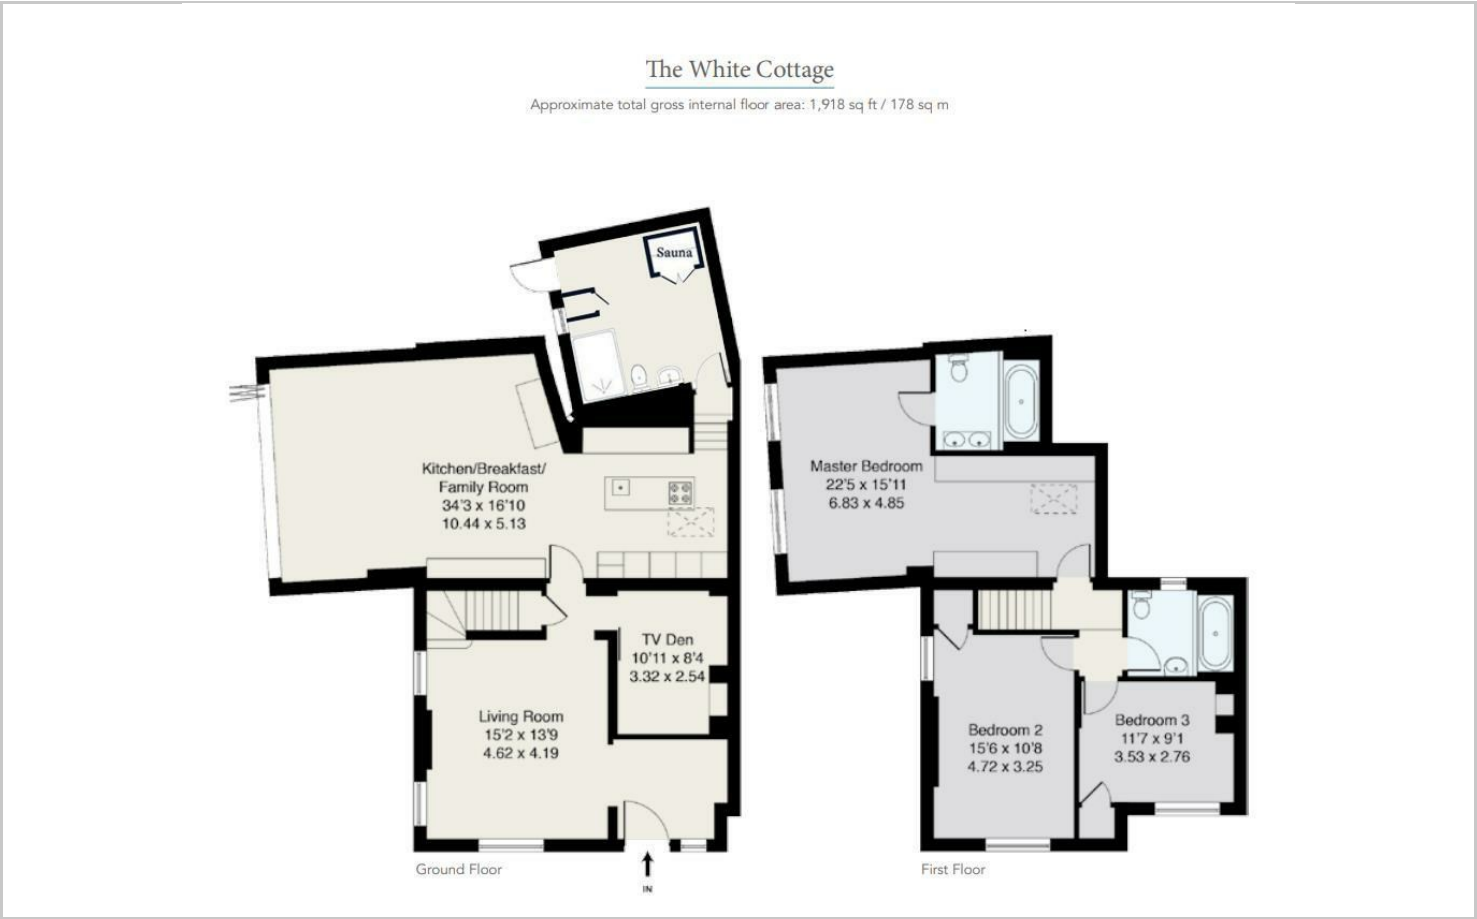 The White Cottage
Approximate total gross internal floor area: 1,918 sq ft / 178 sq m
Sauna
Kitchen/Breakfast/
Family Room
34'3 x 16'10
10.44 x 5.13
TV Den
10'11 x 8'4
3.32 x 2.54
Living Room
15'2 x 13'9
4.62 x 4.19
IN
Ground Floor
Master Bedroom
22'5 x 15'11
6.83 x 4.85
Bedroom 2
15'6 x 10'8
4.72 x 3.25
Bedroom 3
11'7 x 9'1
3.53 x 2.76
First Floor